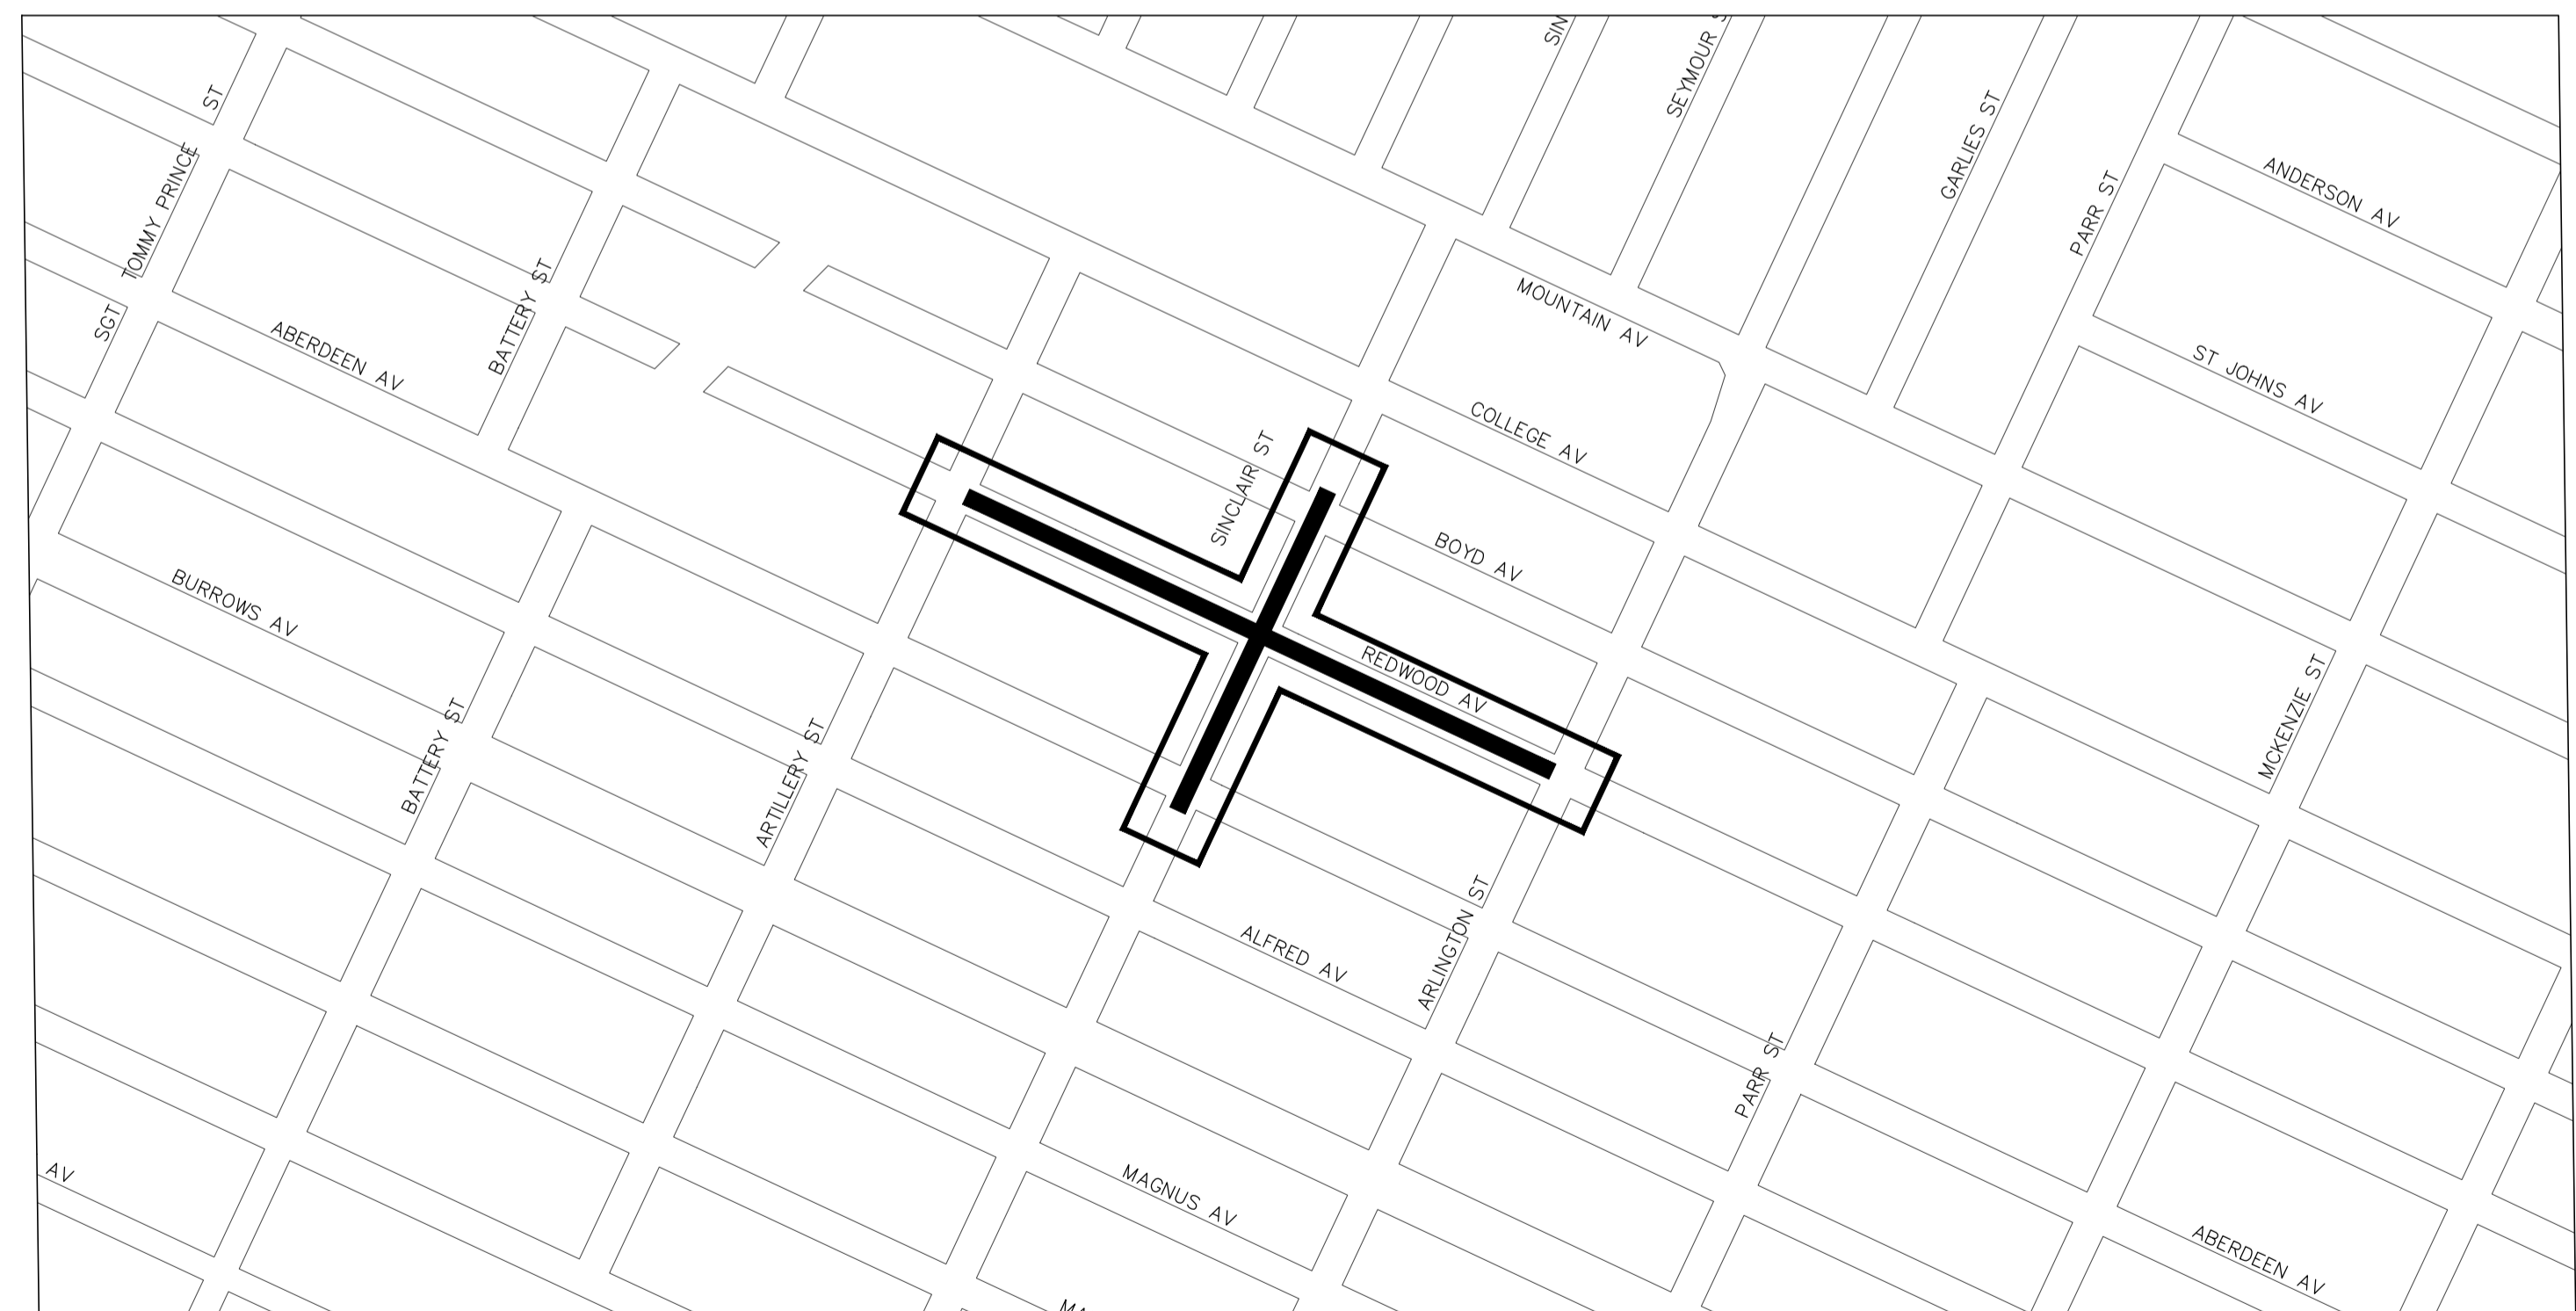 SEYMOUR S
SIN
ST
GARLIES ST
ANDERSON AV
TOMMY PRINCE
PARR ST
SGT
BATTERY ST
MOUNTAIN AV
ABERDEEN AV
ST JOHNS AV
COLLEGE AV
SINCLAIR ST
BOYD AV
BURROWS AV
REDWOOD AV
MCKENZIE ST
BATTERY ST
ARTILLERY ST
ARLINGTON ST
ALFRED AV
PARR ST
AV
MAGNUS AV
ABERDEEN AV
MA